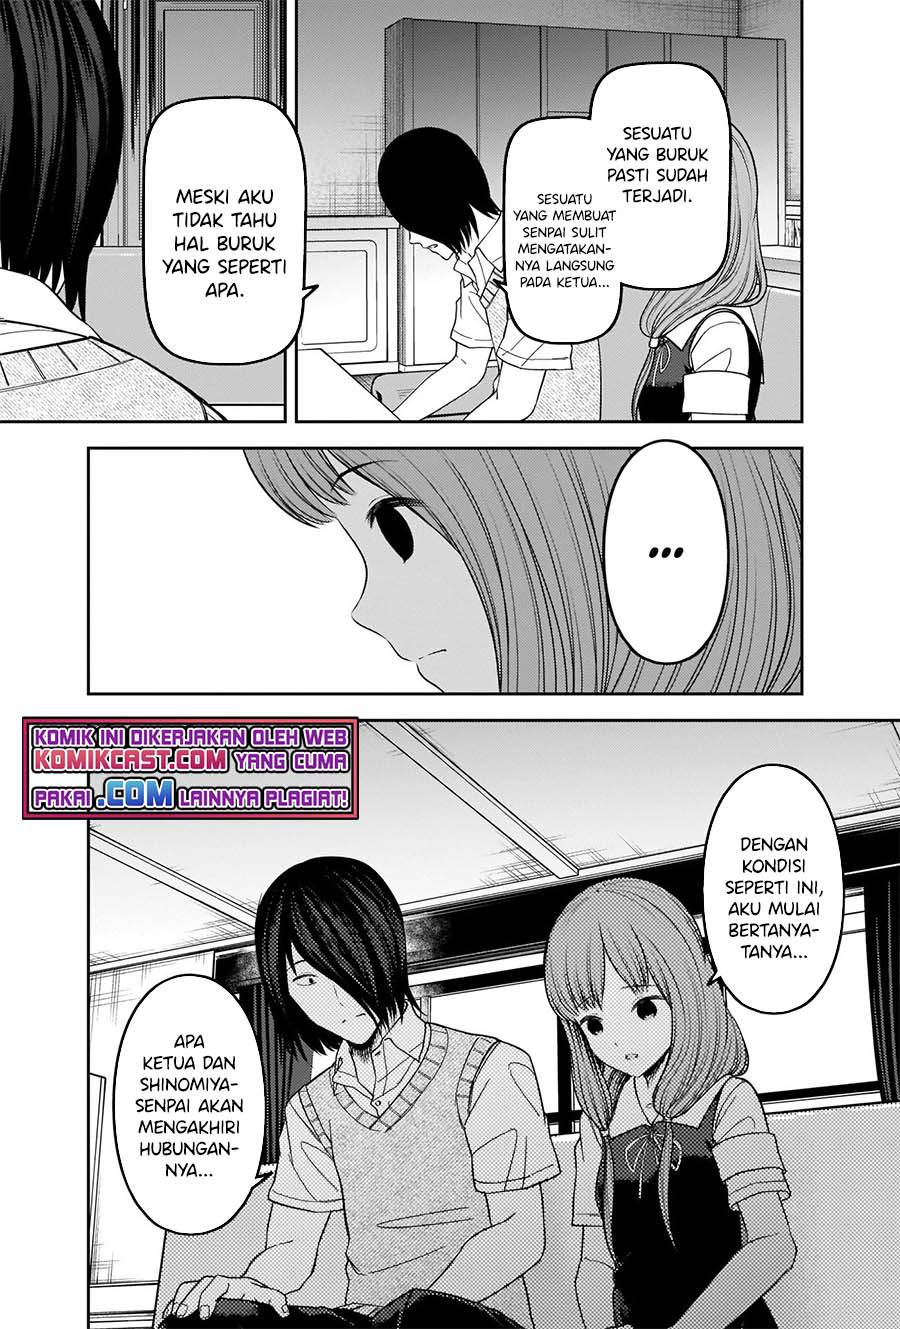 SESUATU
YANG BURUK
PASTI SUDAH
TERJADI.
SESUATU
YANG MEMBUAT
SENPAI SULIT
MENGATAKAN-
NYA LANGSUNG
PADA KETUA...
MESKI AKU
TIDAK TAHU
HAL BURUK
YANG SEPERTI
APA.
...
KOMIK INI DIKERJAKAN OLEH WEB
KOMIKCAST.COM YANG CUMA
PAKAI .COM LAINNYA PLAGIAT!
DENGAN
KONDISI
SEPERTI INI,
AKU MULAI
BERTANYA-
TANYA...
APA
KETUA DAN
SHINOMIYA-
SENPAI AKAN
MENGAKHIRI
HUBUNGAN-
NYA...